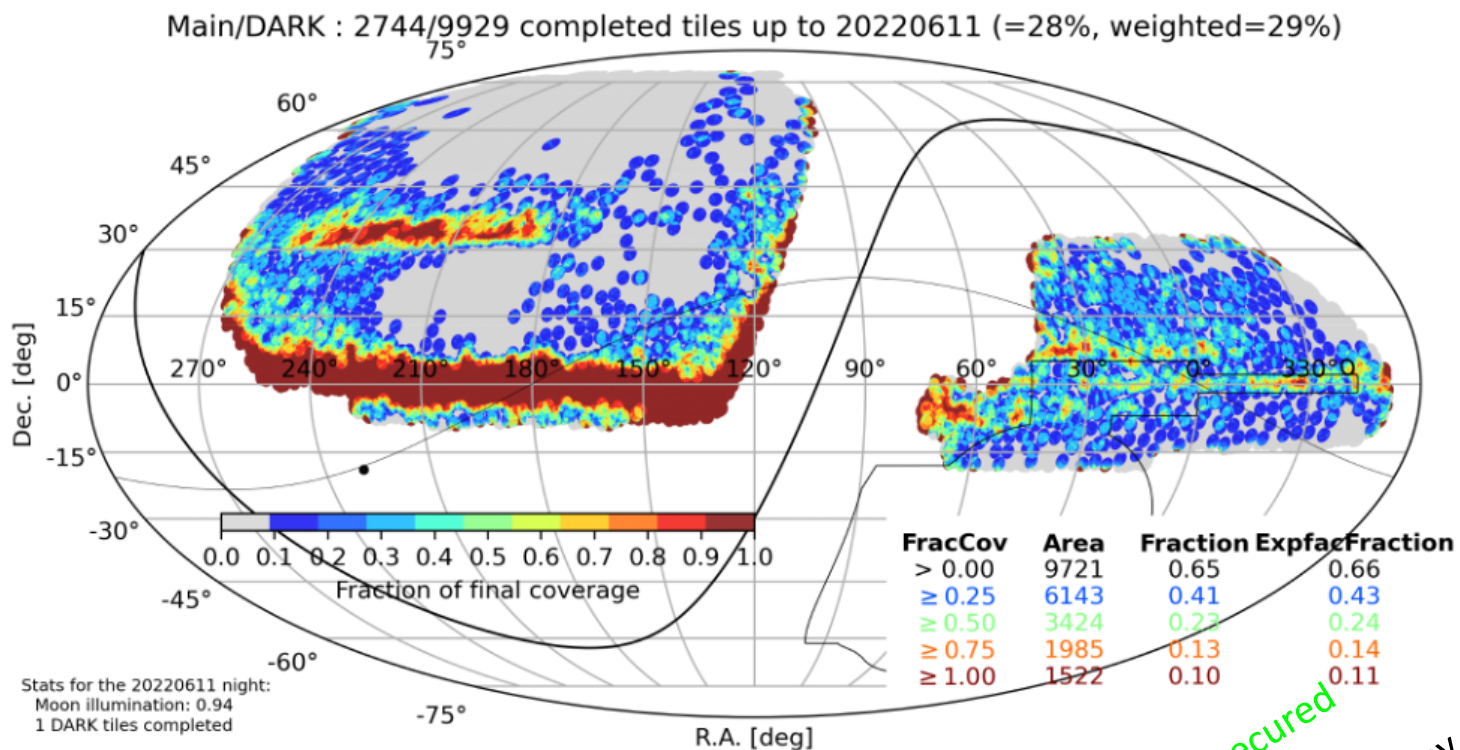 Main/DARK : 2744/9929 completed tiles up to 20220611 (=28%, weighted=29%)
75°
60°
45°
30°
15°
0°
-15°
-30°
-45°
-60°
-75°
Dec. [deg]
270° 240° 210° 180° 150° 120° 90° 60° 30° 0° 330°
0.0 0.1 0.2 0.3 0.4 0.5 0.6 0.7 0.8 0.9 1.0
Fraction of final coverage
FracCov Area Fraction ExpfacFraction
> 0.00 9721 0.65 0.66
≥ 0.25 6143 0.41 0.43
≥ 0.50 3424 0.23 0.24
≥ 0.75 1985 0.13 0.14
≥ 1.00 1522 0.10 0.11
Stats for the 20220611 night:
Moon illumination: 0.94
1 DARK tiles completed
R.A. [deg]
ecured